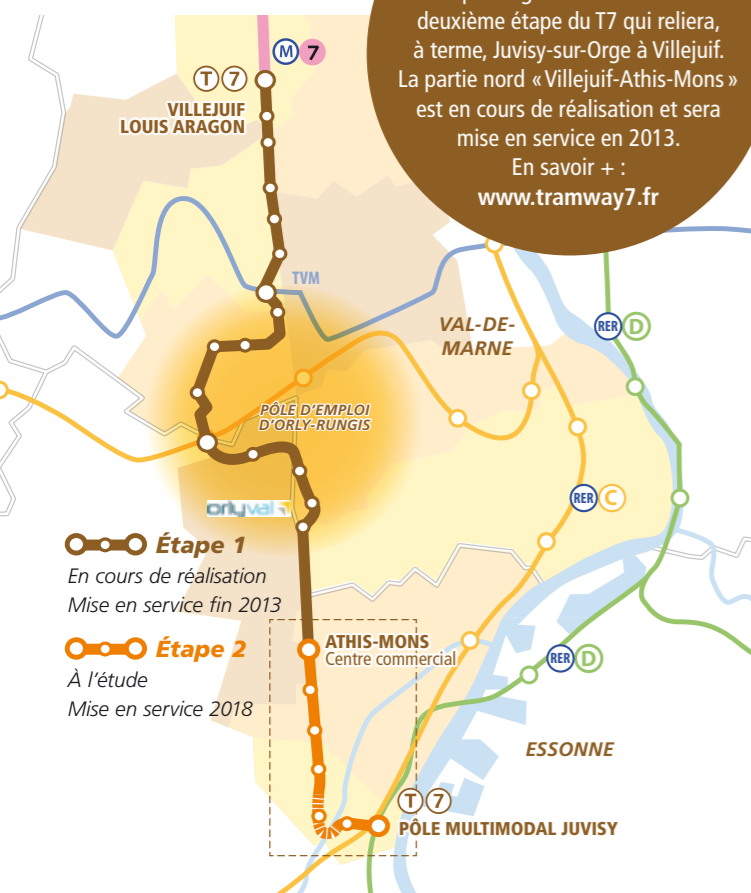 deuxième étape du T7 qui reliera,
à terme, Juvisy-sur-Orge à Villejuif.
La partie nord « Villejuif-Athis-Mons »
est en cours de réalisation et sera
mise en service en 2013.
En savoir + :
www.tramway7.fr
M 7
T 7
VILLEJUIF
LOUIS ARAGON
TVM
VAL-DE-
MARNE
RER D
PÔLE D'EMPLOI
D'ORLY-RUNGIS
RER C
orlyval
Étape 1
En cours de réalisation
Mise en service fin 2013
Étape 2
À l'étude
Mise en service 2018
ATHIS-MONS
Centre commercial
RER D
ESSONNE
T 7
PÔLE MULTIMODAL JUVISY